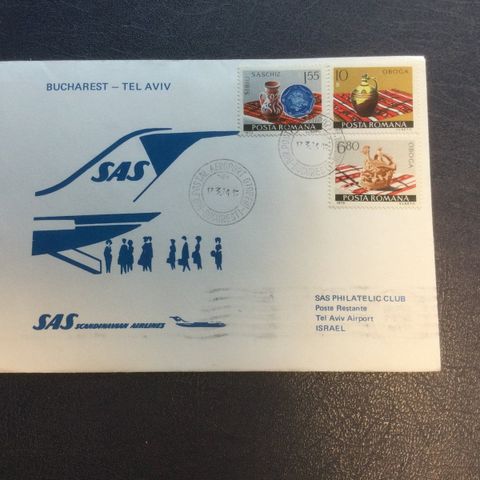 BUCHAREST – TEL AVIV
SASCHIZ
1,55
SIBIU
POSTA ROMANA
10
OBOGA
POSTA ROMANA
6,80
OBOGA
POSTA ROMANA
SAS
SAS SCANDINAVIAN AIRLINES
SAS PHILATELIC CLUB
Poste Restante
Tel Aviv Airport
ISRAEL